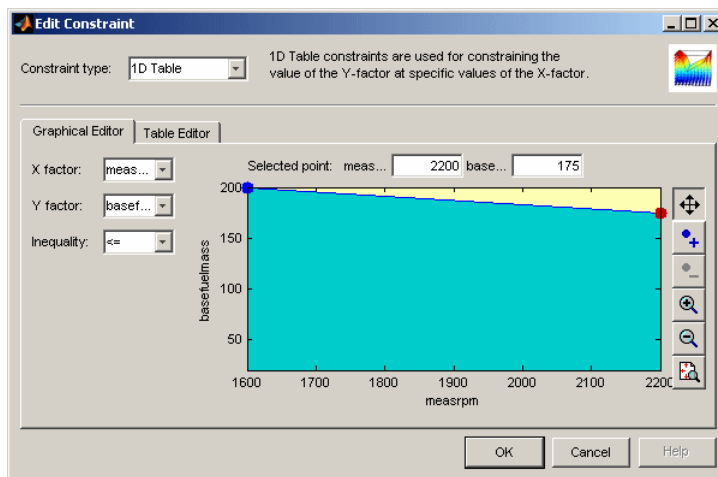 Edit Constraint
Constraint type: 1D Table
1D Table constraints are used for constraining the
value of the Y-factor at specific values of the X-factor.
Graphical Editor Table Editor
X factor: meas...
Y factor: basef...
Inequality: <=
Selected point: meas... 2200 base... 175
200
150
100
50
basefuelmass
1600 1700 1800 1900 2000 2100 2200
measrpm
OK Cancel Help